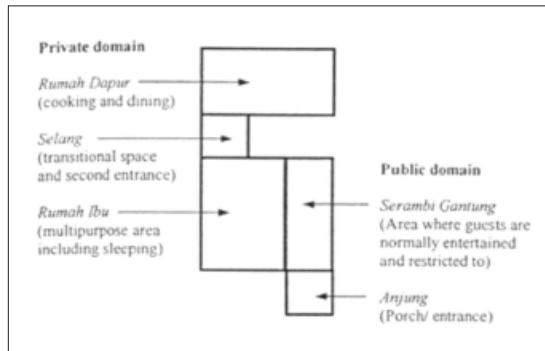 Private domain
Rumah Dapur
(cooking and dining)
Selang
(transitional space
and second entrance)
Rumah Ibu
(multipurpose area
including sleeping)
Public domain
Serambi Gantung
(Area where guests are
normally entertained
and restricted to)
Anjung
(Porch/ entrance)